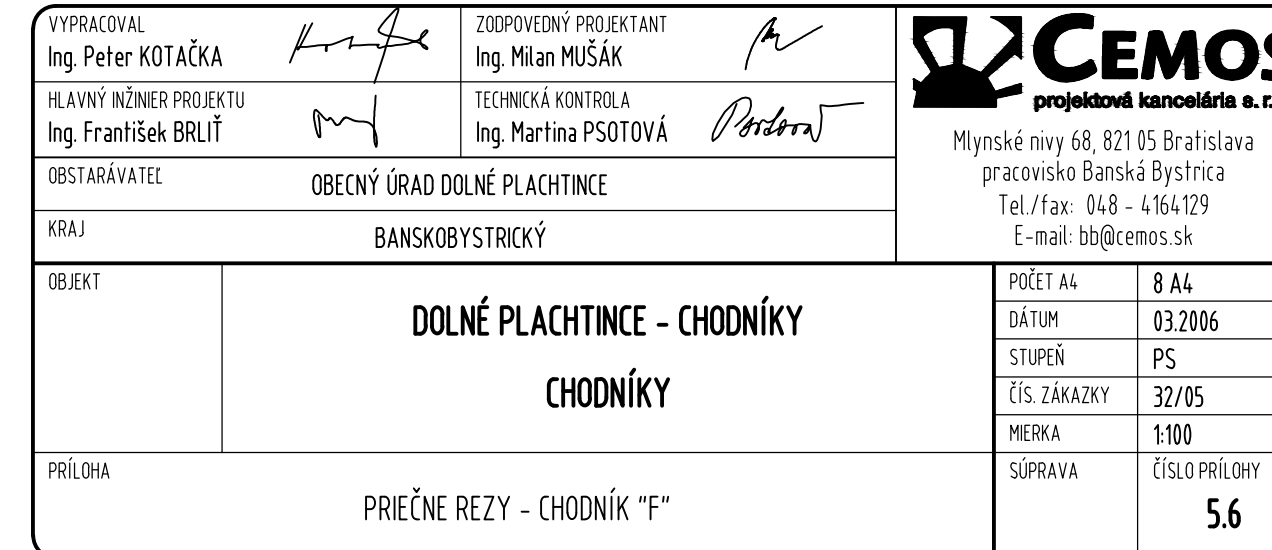 VYPRACOVAL
Ing. Peter KOTAČKA
ZODPOVEDNÝ PROJEKTANT
Ing. Milan MUŠÁK
HLAVNÝ INŽINIER PROJEKTU
Ing. František BRLIŤ
TECHNICKÁ KONTROLA
Ing. Martina PSOTOVÁ
OBSTARÁVATEĽ
OBECNÝ ÚRAD DOLNÉ PLACHTINCE
KRAJ
BANSKOBYSTRICKÝ
CEMOS
projektová kancelária s. r.
Mlynské nivy 68, 821 05 Bratislava
pracovisko Banská Bystrica
Tel./fax: 048 - 4164129
E-mail: bb@cemos.sk
OBJEKT
DOLNÉ PLACHTINCE - CHODNÍKY
CHODNÍKY
POČET A4 8 A4
DÁTUM 03.2006
STUPEŇ PS
ČÍS. ZÁKAZKY 32/05
MIERKA 1:100
PRÍLOHA
PRIEČNE REZY - CHODNÍK "F"
SÚPRAVA
ČÍSLO PRÍLOHY
5.6